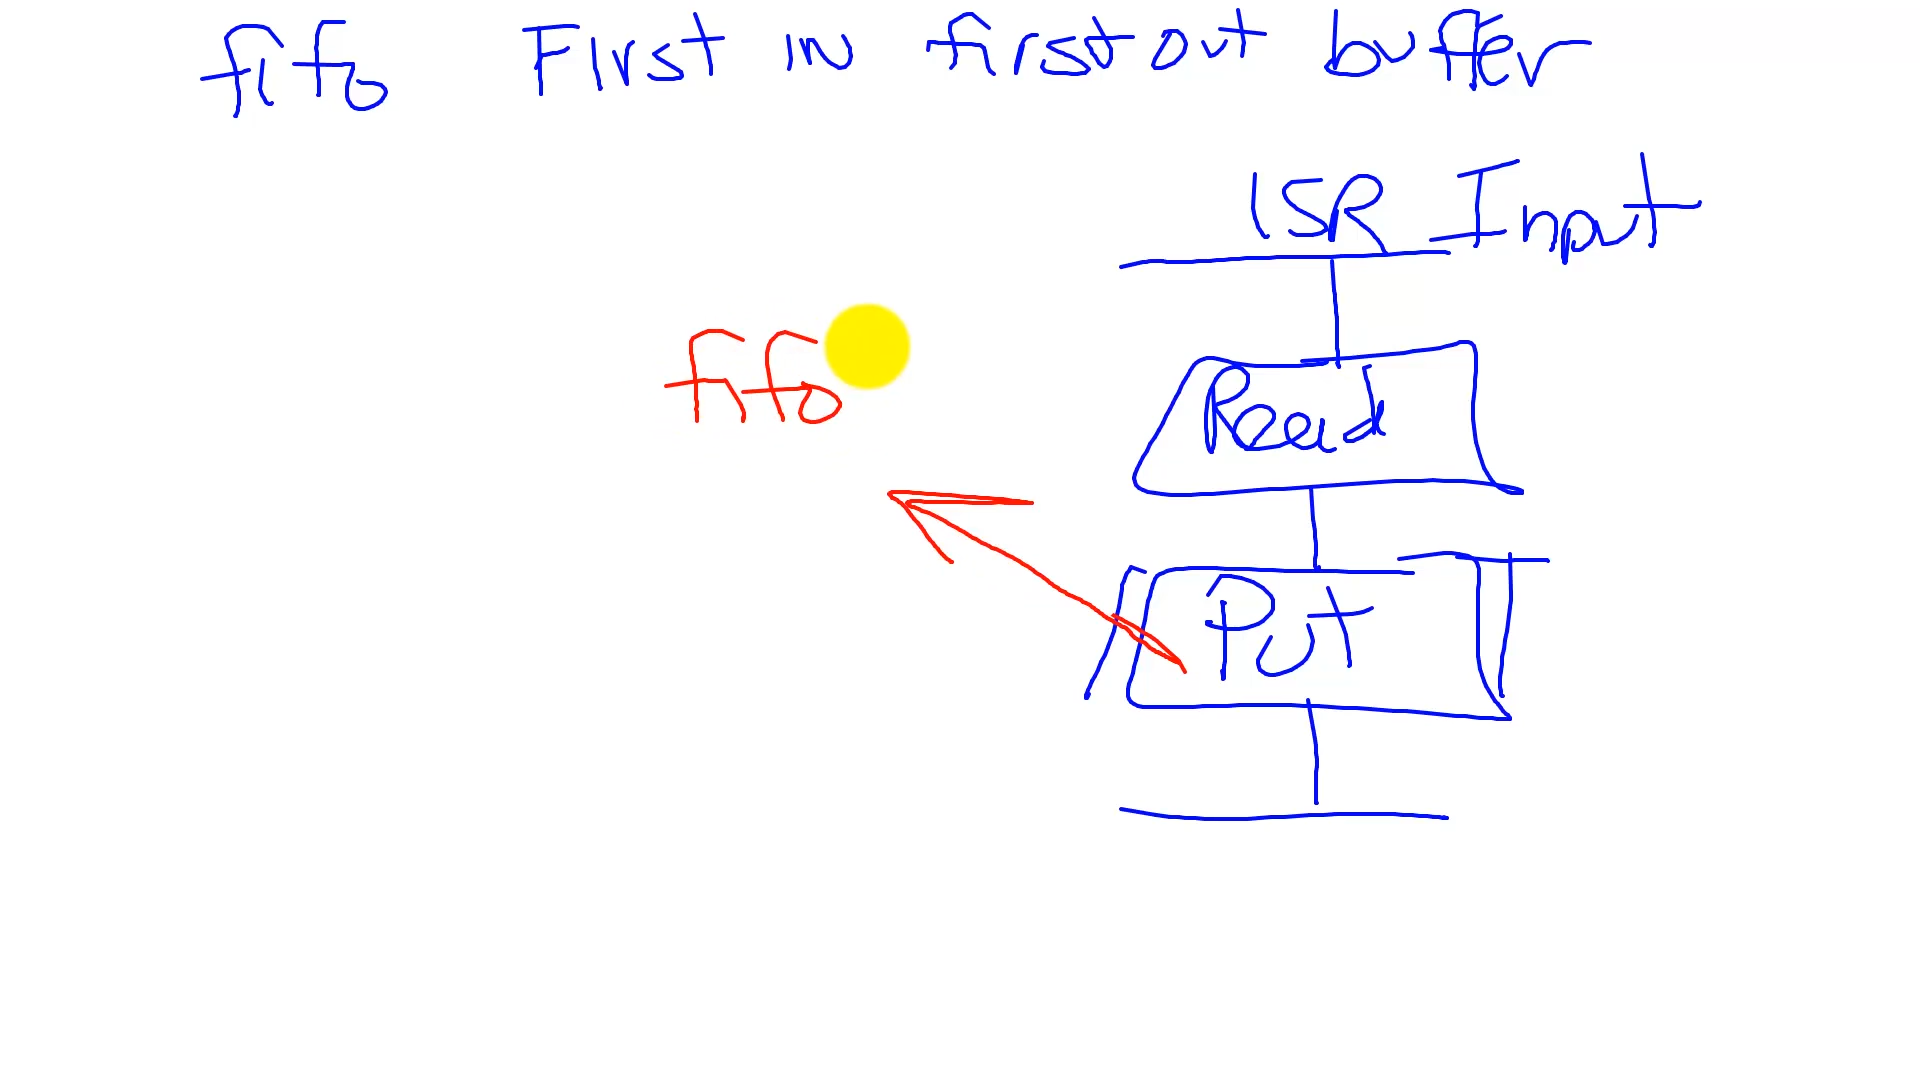 fifo First in first out buffer
ISR Input
fifo
Read
Put